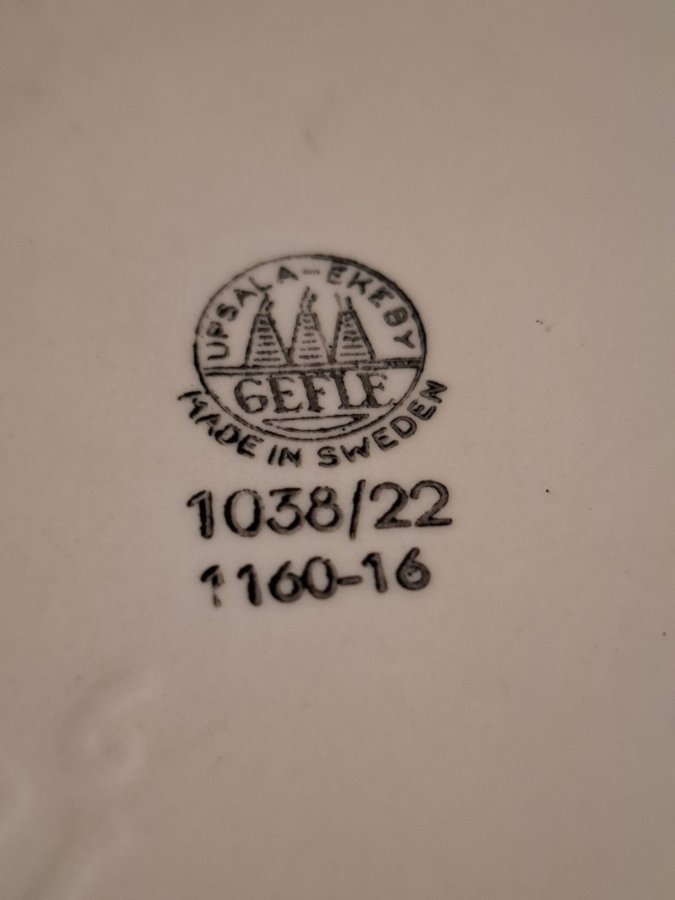 UPSALA-EKEBY
GEFLE
MADE IN SWEDEN
1038/22
1160-16